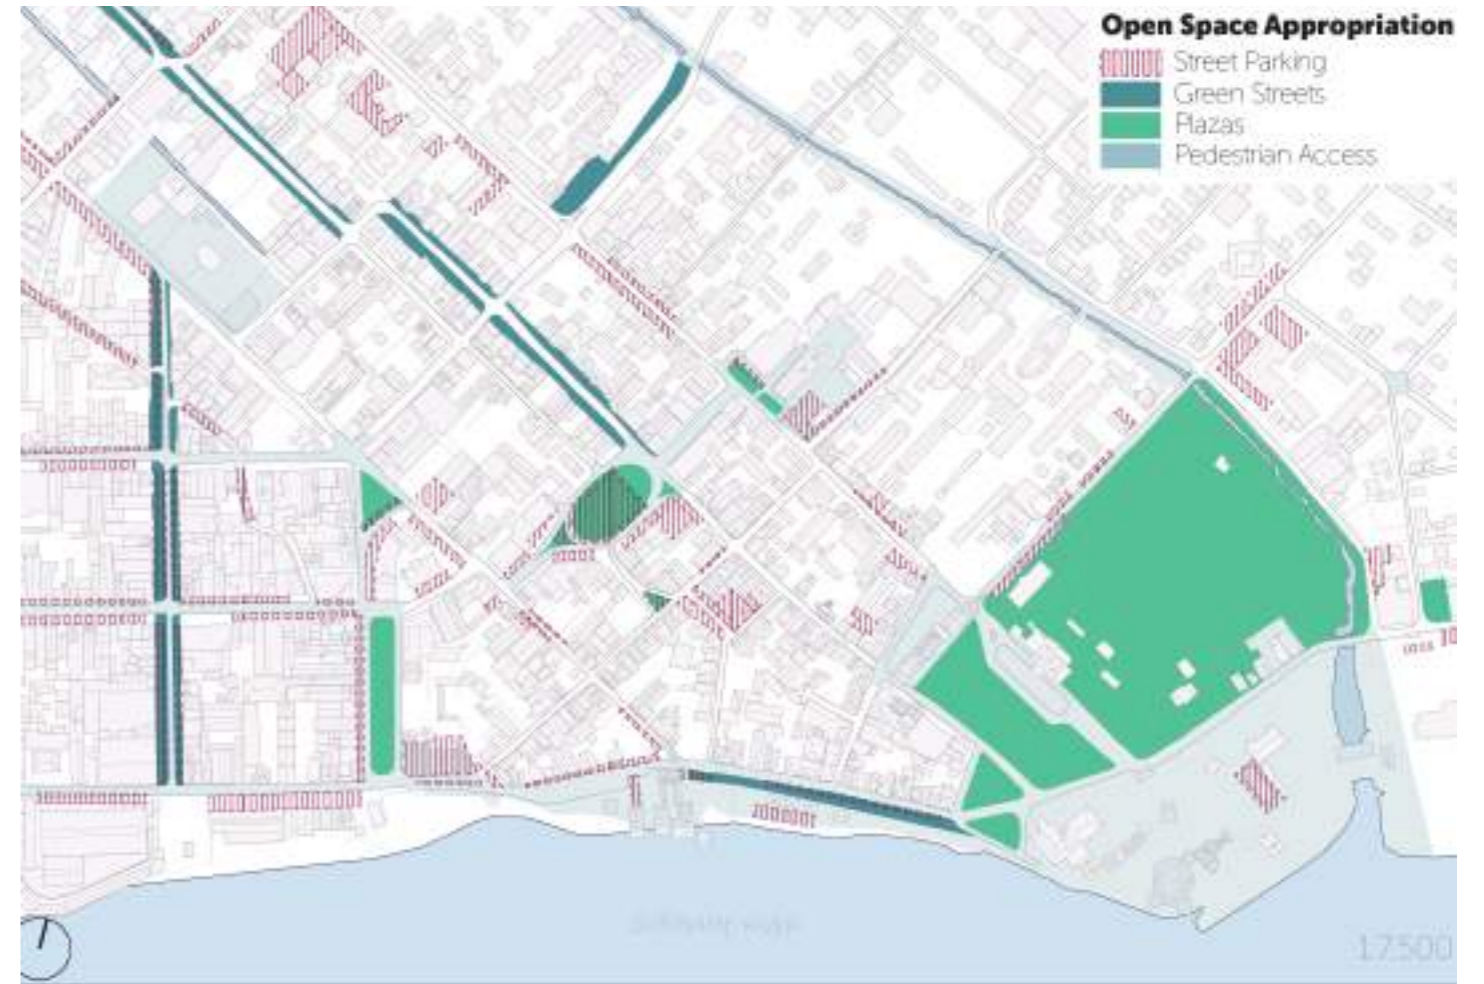 Open Space Appropriation
Street Parking
Green Streets
Plazas
Pedestrian Access